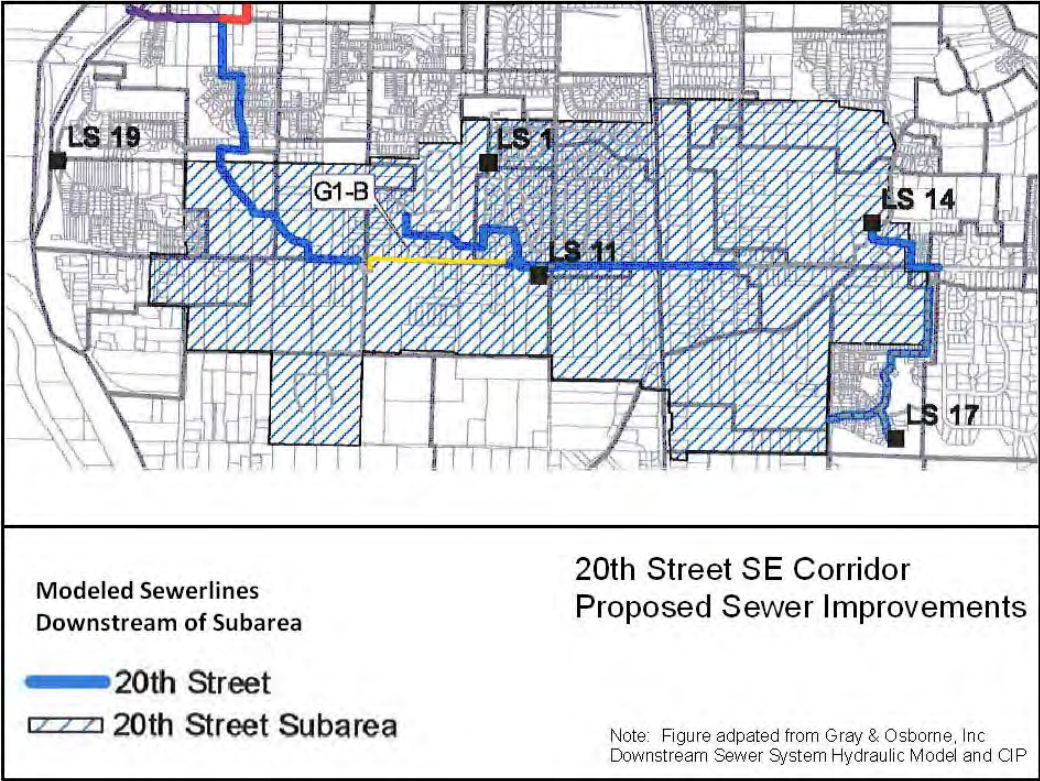 LS 19
LS 1
G1-B
LS 14
LS 11
LS 17
Modeled Sewerlines
Downstream of Subarea
20th Street SE Corridor
Proposed Sewer Improvements
20th Street
20th Street Subarea
Note: Figure adpated from Gray & Osborne, Inc
Downstream Sewer System Hydraulic Model and CIP